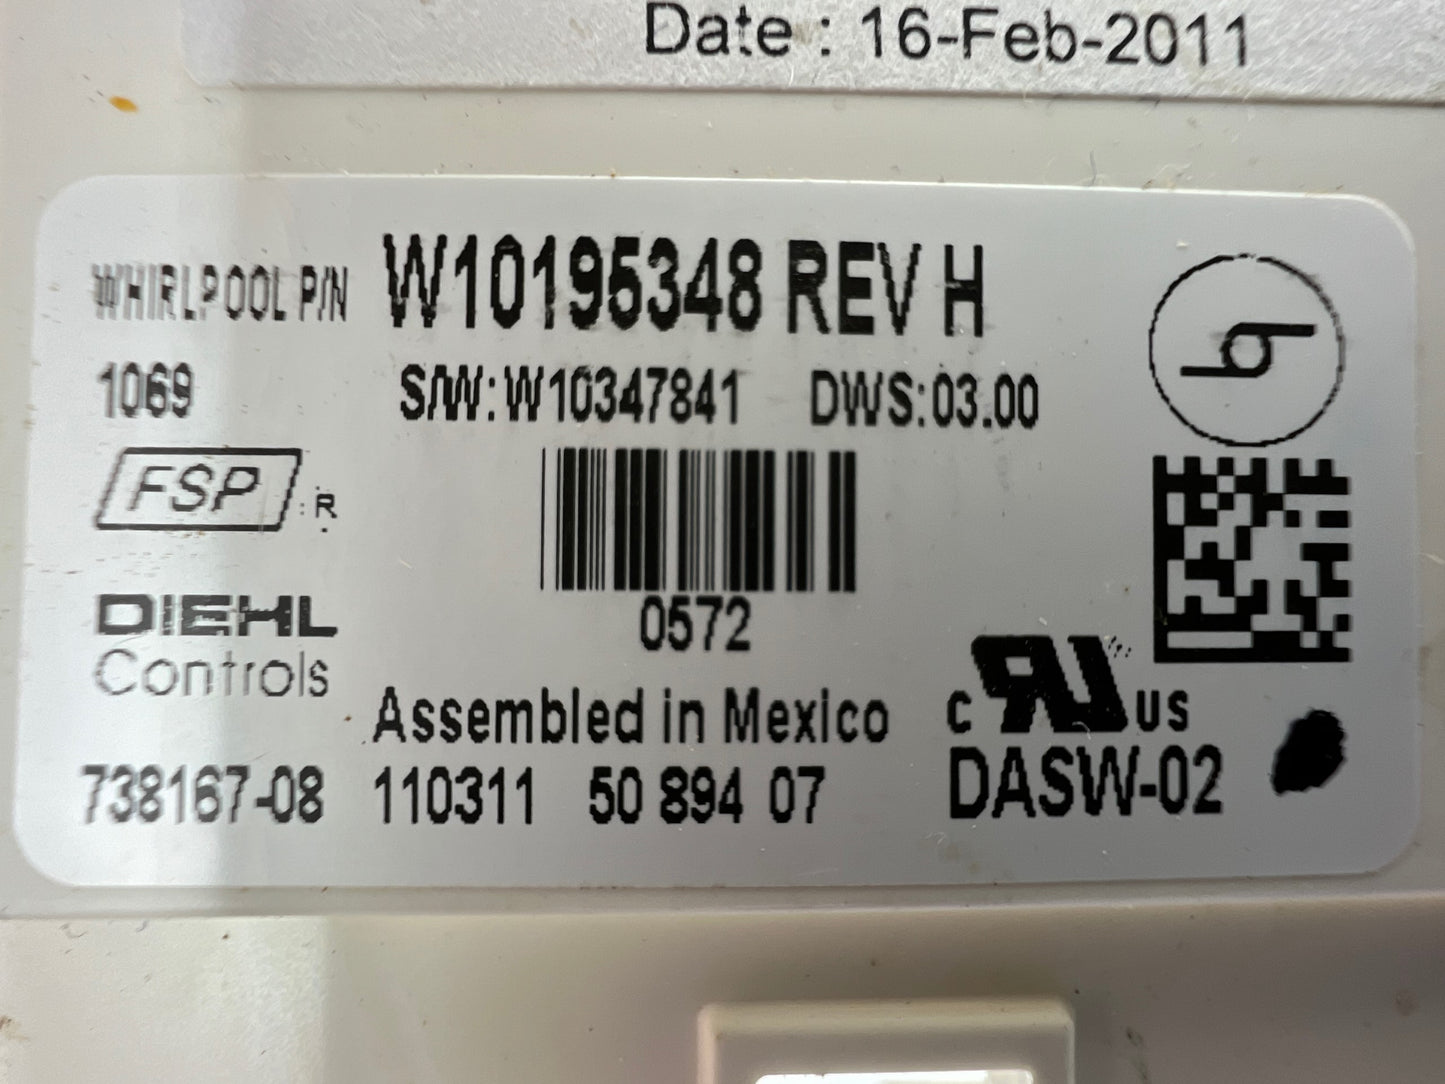 Date : 16-Feb-2011
WHIRLPOOL P/N W10195348 REV H
1069 S/W:W10347841 DWS:03.00
FSP R
0572
DIEHL
Controls
Assembled in Mexico
c UR US
738167-08 110311 50 894 07 DASW-02